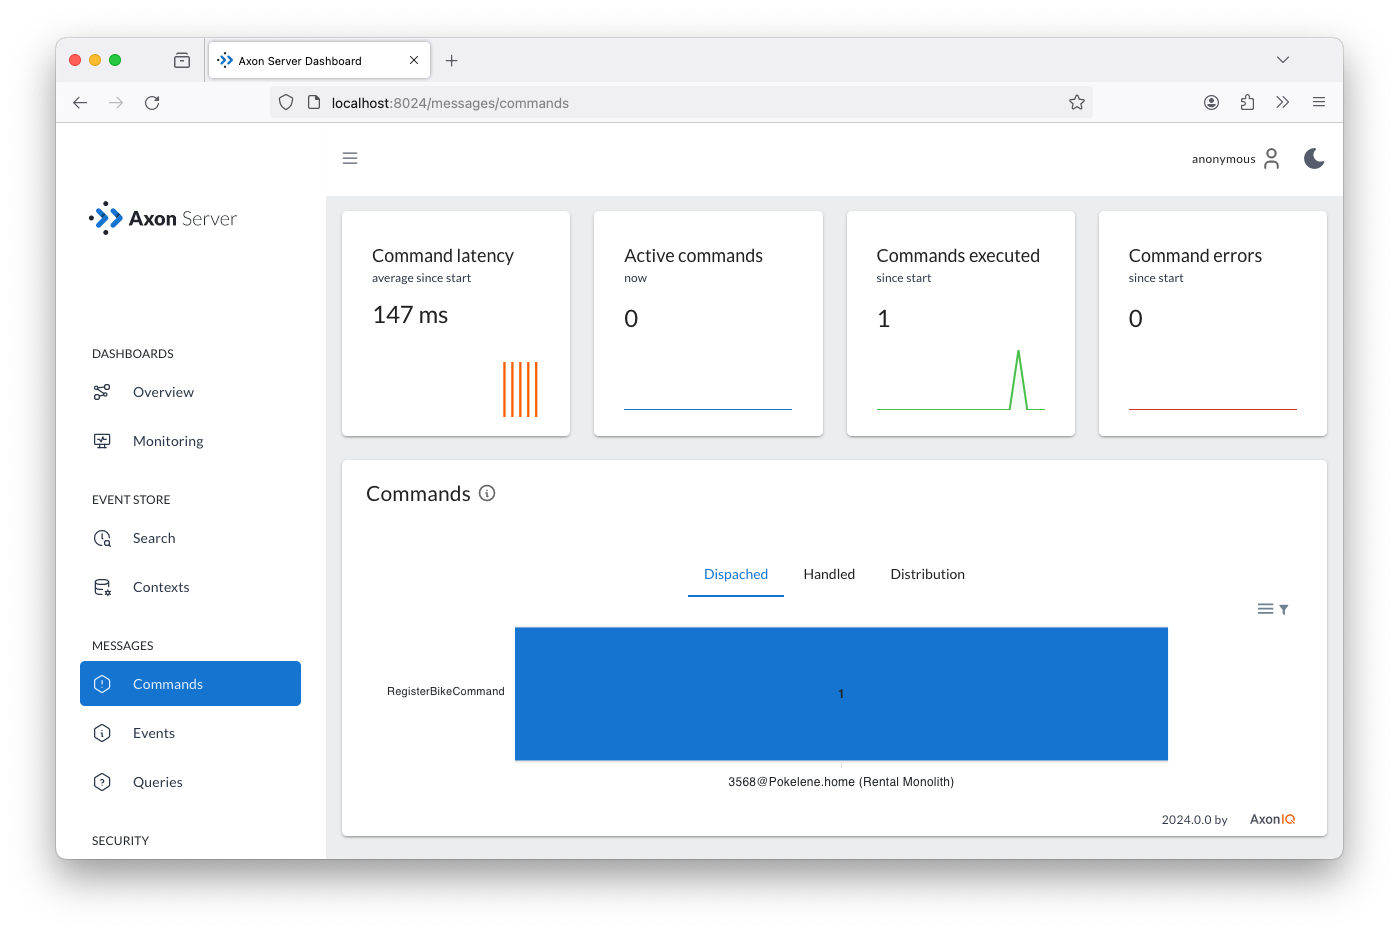 Axon Server Dashboard
localhost:8024/messages/commands
anonymous
Axon Server
DASHBOARDS
Overview
Monitoring
EVENT STORE
Search
Contexts
MESSAGES
Commands
Events
Queries
SECURITY
Command latency
average since start
147 ms
Active commands
now
0
Commands executed
since start
1
Command errors
since start
0
Commands
Dispached
Handled
Distribution
RegisterBikeCommand
1
3568@Pokelene.home (Rental Monolith)
2024.0.0 by AxonIQ